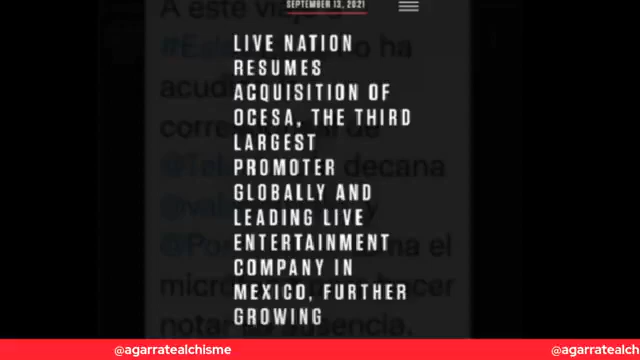 SEPTEMBER 13, 2021
LIVE NATION
RESUMES
ACQUISITION OF
OCESA, THE THIRD
LARGEST
PROMOTER
GLOBALLY AND
LEADING LIVE
ENTERTAINMENT
COMPANY IN
MEXICO, FURTHER
GROWING
@agarratealchisme @agarratealch